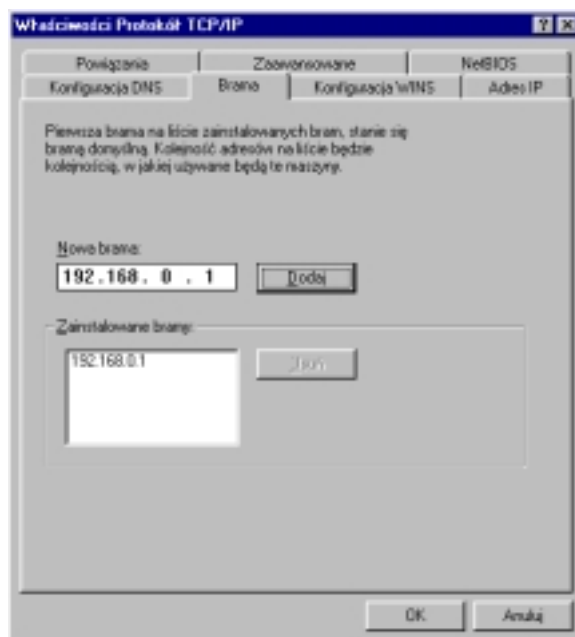 Właściwości Protokół TCP/IP
Powiązania Zaawansowane NetBIOS
Konfiguracja DNS Brama Konfiguracja WINS Adres IP
Pierwsza brama na liście zainstalowanych bram, stanie się
bramą domyślną. Kolejność adresów na liście będzie
kolejnością, w jakiej używane będą te maszyny.
Nowa brama:
192.168. 0 . 1 Dodaj
Zainstalowane bramy:
192.168.0.1 Usuń
OK Anuluj